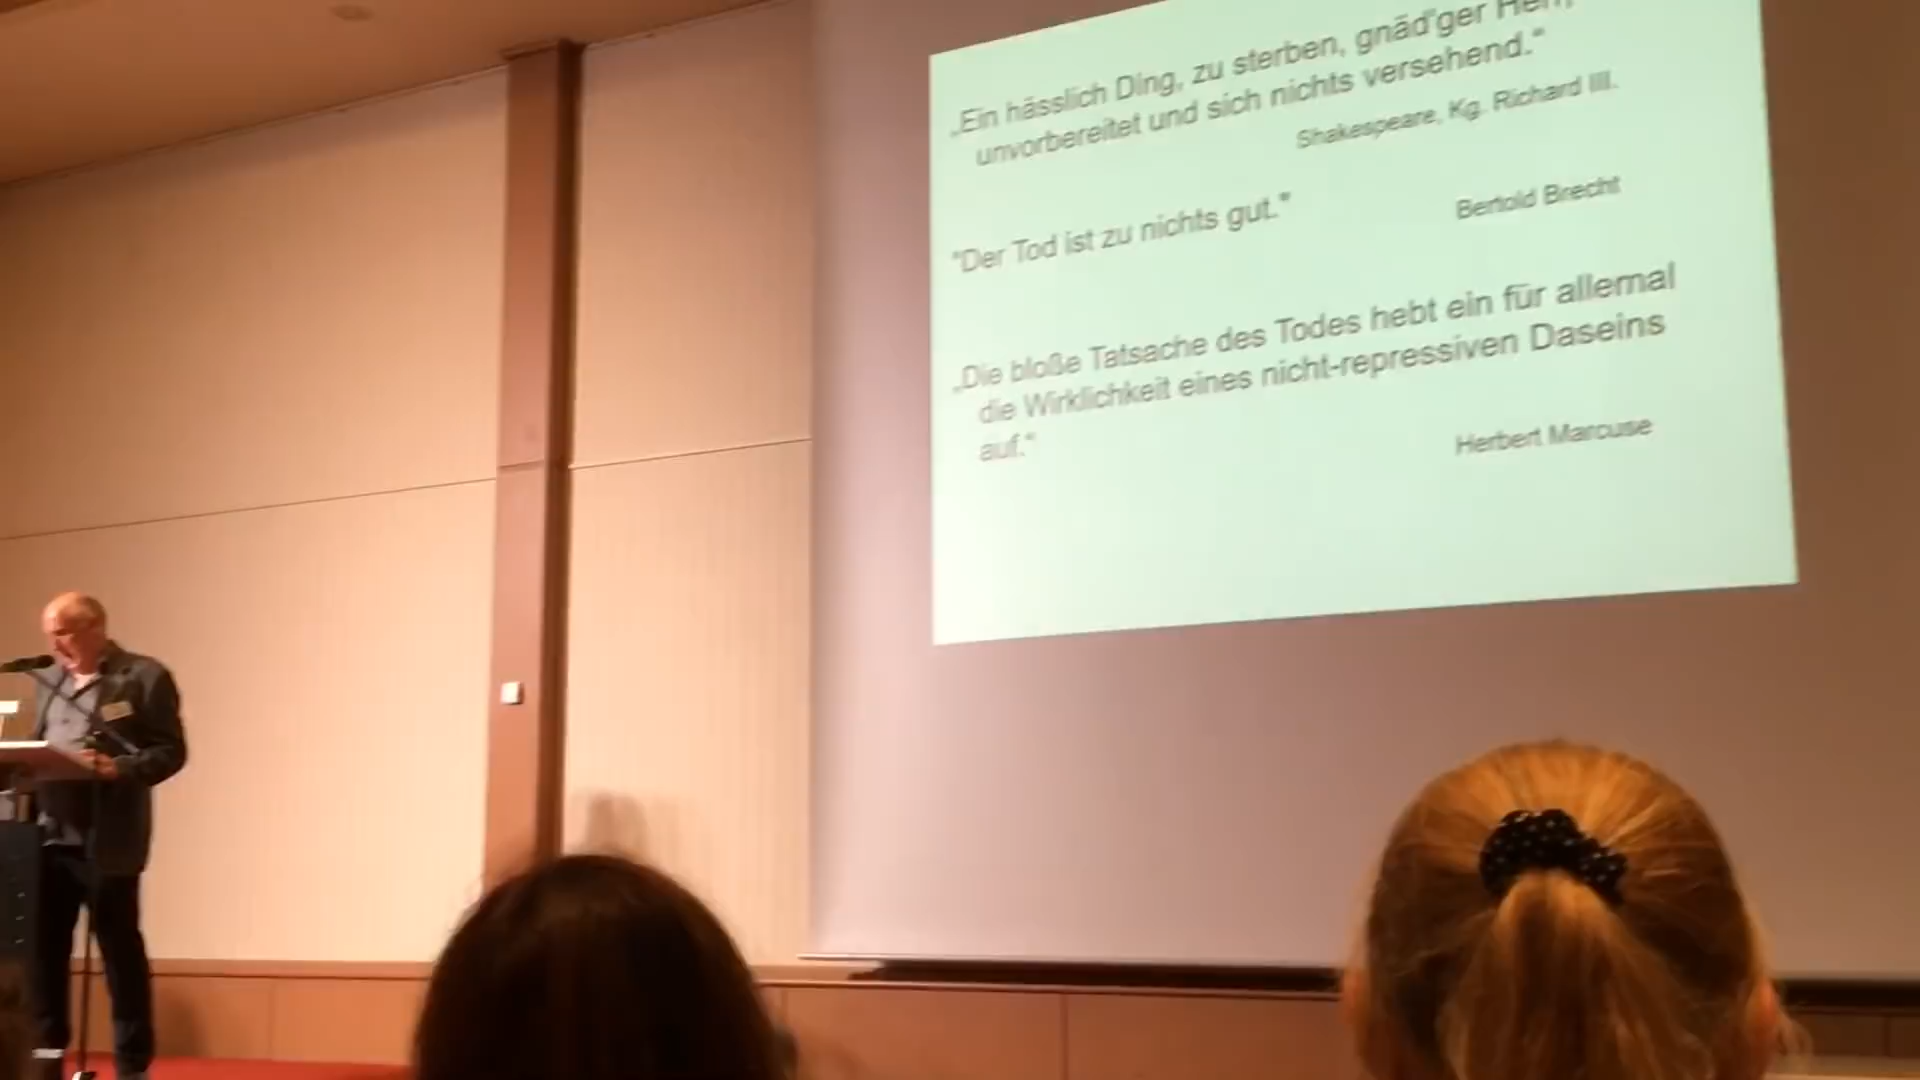 „Ein hässlich Ding, zu sterben, gnäd'ger Herr,
unvorbereitet und sich nichts versehend.“
Shakespeare, Kg. Richard III.
"Der Tod ist zu nichts gut."
Bertold Brecht
„Die bloße Tatsache des Todes hebt ein für allemal
die Wirklichkeit eines nicht-repressiven Daseins
auf.“
Herbert Marcuse